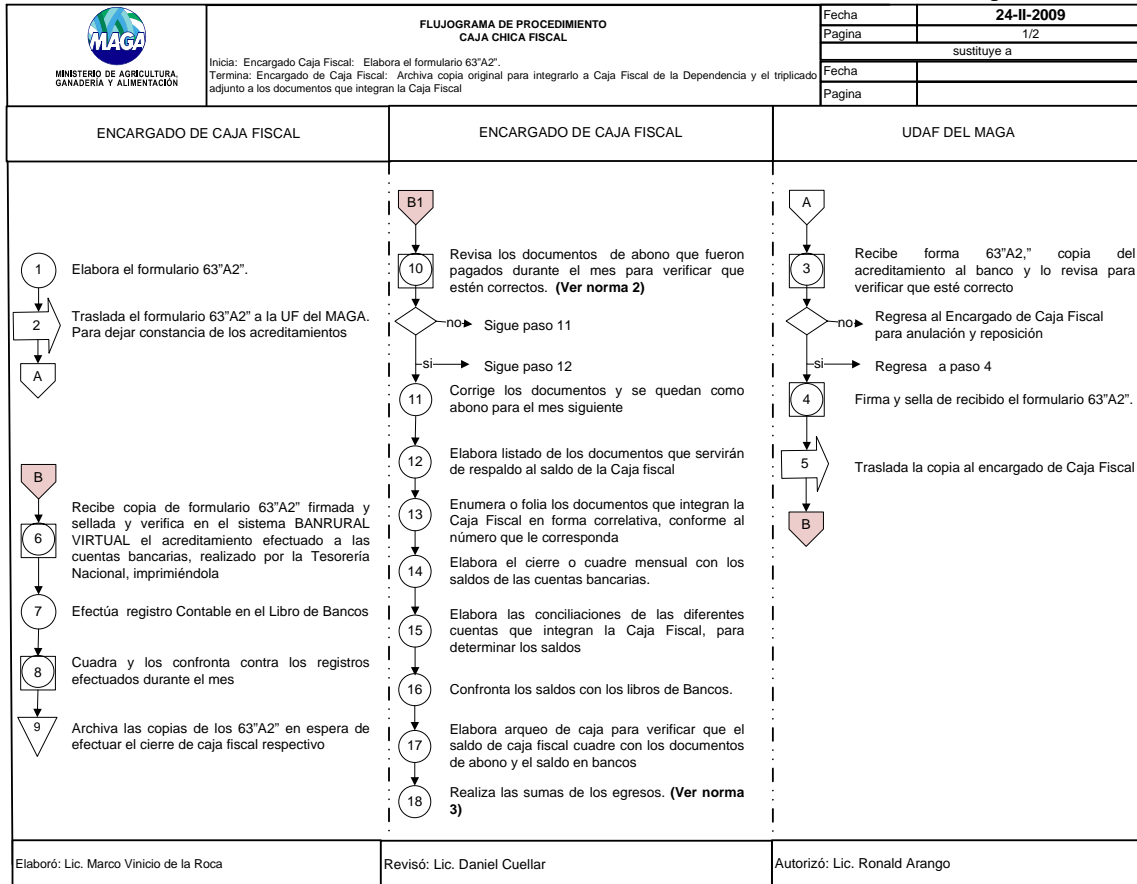 MAGA
MINISTERIO DE AGRICULTURA,
GANADERÍA Y ALIMENTACIÓN
FLUJOGRAMA DE PROCEDIMIENTO
CAJA CHICA FISCAL
Inicia: Encargado Caja Fiscal: Elabora el formulario 63"A2".
Termina: Encargado de Caja Fiscal: Archiva copia original para integrarlo a Caja Fiscal de la Dependencia y el triplicado
adjunto a los documentos que integran la Caja Fiscal
Fecha 24-II-2009
Pagina 1/2
sustituye a
Fecha
Pagina
ENCARGADO DE CAJA FISCAL
1 Elabora el formulario 63"A2".
2 Traslada el formulario 63"A2" a la UF del MAGA.
Para dejar constancia de los acreditamientos
A
B
Recibe copia de formulario 63"A2" firmada y
sellada y verifica en el sistema BANRURAL
6 VIRTUAL el acreditamiento efectuado a las
cuentas bancarias, realizado por la Tesorería
Nacional, imprimiéndola
7 Efectúa registro Contable en el Libro de Bancos
8 Cuadra y los confronta contra los registros
efectuados durante el mes
9 Archiva las copias de los 63"A2" en espera de
efectuar el cierre de caja fiscal respectivo
ENCARGADO DE CAJA FISCAL
B1
Revisa los documentos de abono que fueron
10 pagados durante el mes para verificar que
estén correctos. (Ver norma 2)
no Sigue paso 11
si Sigue paso 12
11 Corrige los documentos y se quedan como
abono para el mes siguiente
12 Elabora listado de los documentos que servirán
de respaldo al saldo de la Caja fiscal
Enumera o folia los documentos que integran la
13 Caja Fiscal en forma correlativa, conforme al
número que le corresponda
14 Elabora el cierre o cuadre mensual con los
saldos de las cuentas bancarias.
Elabora las conciliaciones de las diferentes
15 cuentas que integran la Caja Fiscal, para
determinar los saldos
16 Confronta los saldos con los libros de Bancos.
Elabora arqueo de caja para verificar que el
17 saldo de caja fiscal cuadre con los documentos
de abono y el saldo en bancos
18 Realiza las sumas de los egresos. (Ver norma
3)
UDAF DEL MAGA
A
Recibe forma 63"A2," copia del
3 acreditamiento al banco y lo revisa para
verificar que esté correcto
no Regresa al Encargado de Caja Fiscal
para anulación y reposición
si Regresa a paso 4
4 Firma y sella de recibido el formulario 63"A2".
5 Traslada la copia al encargado de Caja Fiscal
B
Elaboró: Lic. Marco Vinicio de la Roca
Revisó: Lic. Daniel Cuellar
Autorizó: Lic. Ronald Arango